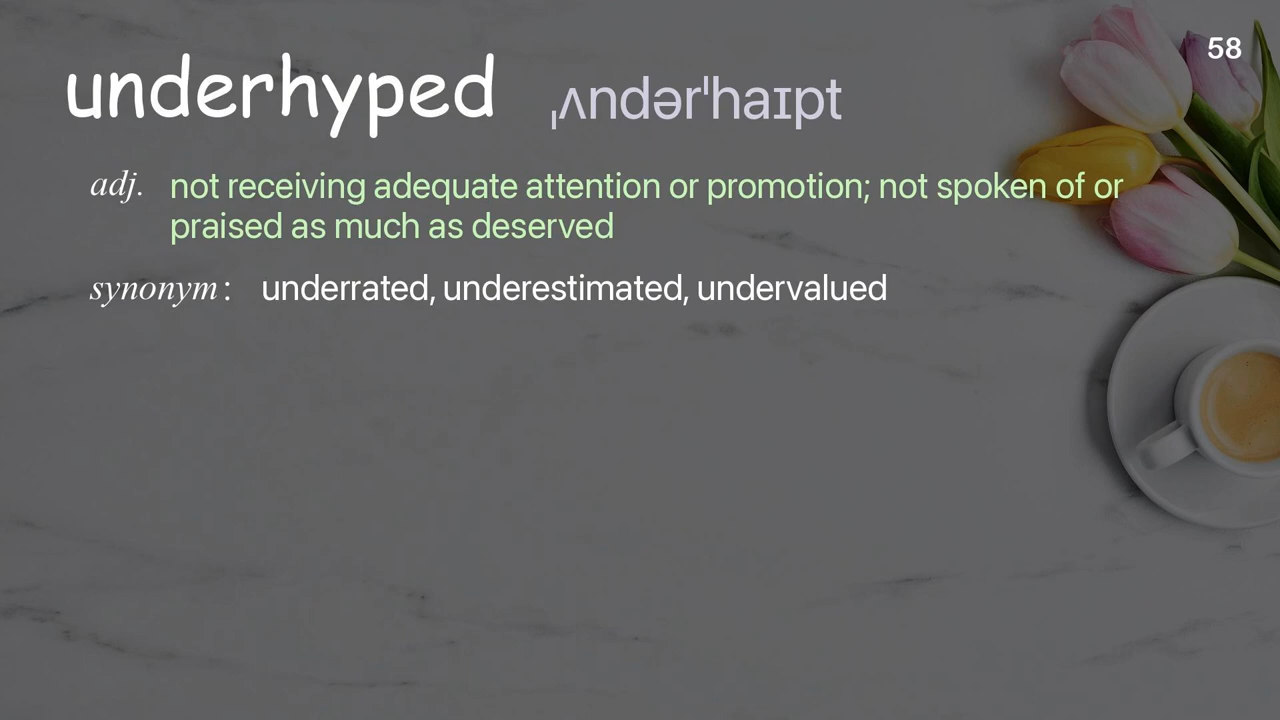 58
underhyped ˌʌndərˈhaɪpt
adj. not receiving adequate attention or promotion; not spoken of or
praised as much as deserved
synonym: underrated, underestimated, undervalued